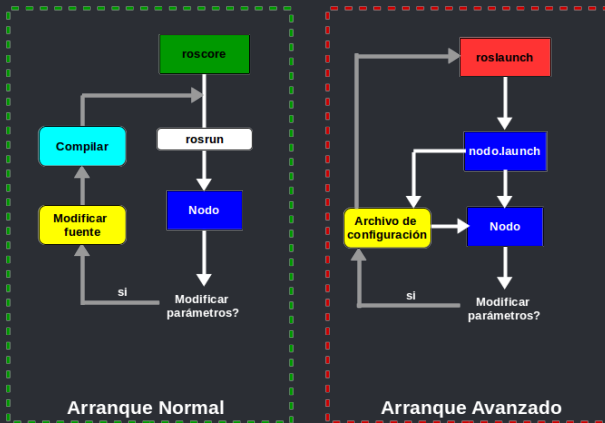 roscore
rosrun
Compilar
Nodo
Modificar
fuente
si
Modificar
parámetros?
Arranque Normal
roslaunch
nodo.launch
Archivo de
configuración
Nodo
si
Modificar
parámetros?
Arranque Avanzado